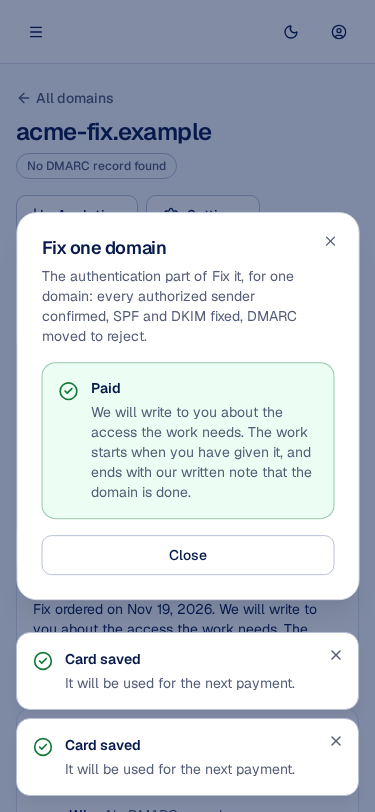 All domains
acme-fix.example
No DMARC record found
Fix one domain
The authentication part of Fix it, for one
domain: every authorized sender
confirmed, SPF and DKIM fixed, DMARC
moved to reject.
Paid
We will write to you about the
access the work needs. The work
starts when you have given it, and
ends with our written note that the
domain is done.
Close
Fix ordered on Nov 19, 2026. We will write to
you about the access the work needs. The
Card saved
It will be used for the next payment.
Card saved
It will be used for the next payment.